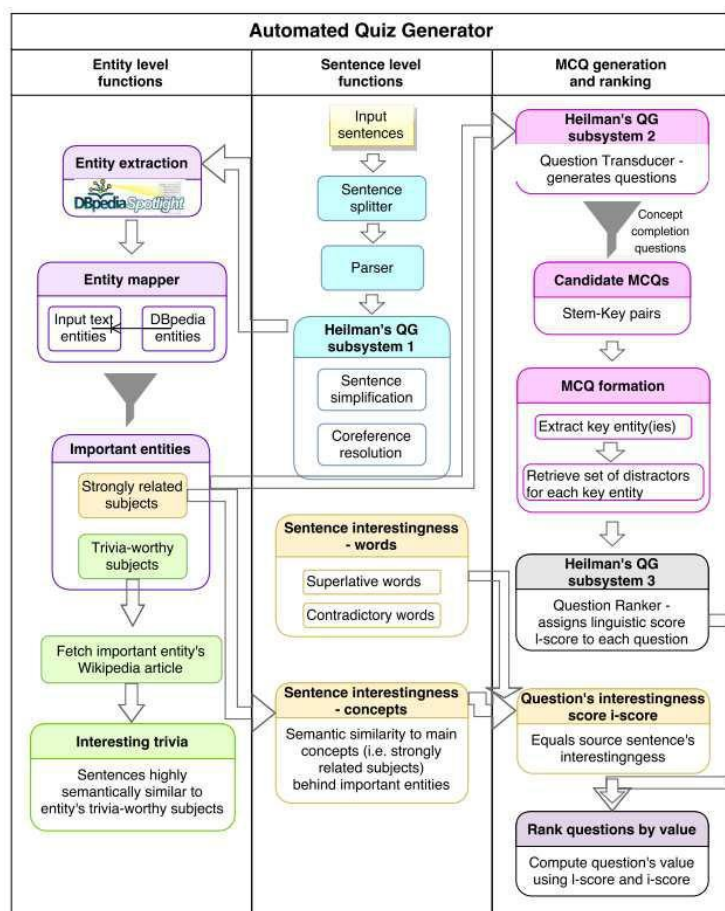 Automated Quiz Generator
Entity level
functions
Sentence level
functions
MCQ generation
and ranking
Entity extraction
DBpedia Spotlight
Entity mapper
Input text
entities
DBpedia
entities
Important entities
Strongly related
subjects
Trivia-worthy
subjects
Fetch important entity's
Wikipedia article
Interesting trivia
Sentences highly
semantically similar to
entity's trivia-worthy subjects
Input
sentences
Sentence
splitter
Parser
Heilman's QG
subsystem 1
Sentence
simplification
Coreference
resolution
Sentence interestingness
- words
Superlative words
Contradictory words
Sentence interestingness
- concepts
Semantic similarity to main
concepts (i.e. strongly
related subjects)
behind important entities
Heilman's QG
subsystem 2
Question Transducer -
generates questions
Concept
completion
questions
Candidate MCQs
Stem-Key pairs
MCQ formation
Extract key entity(ies)
Retrieve set of distractors
for each key entity
Heilman's QG
subsystem 3
Question Ranker -
assigns linguistic score
l-score to each question
Question's interestingness
score i-score
Equals source sentence's
interestingngess
Rank questions by value
Compute question's value
using l-score and i-score